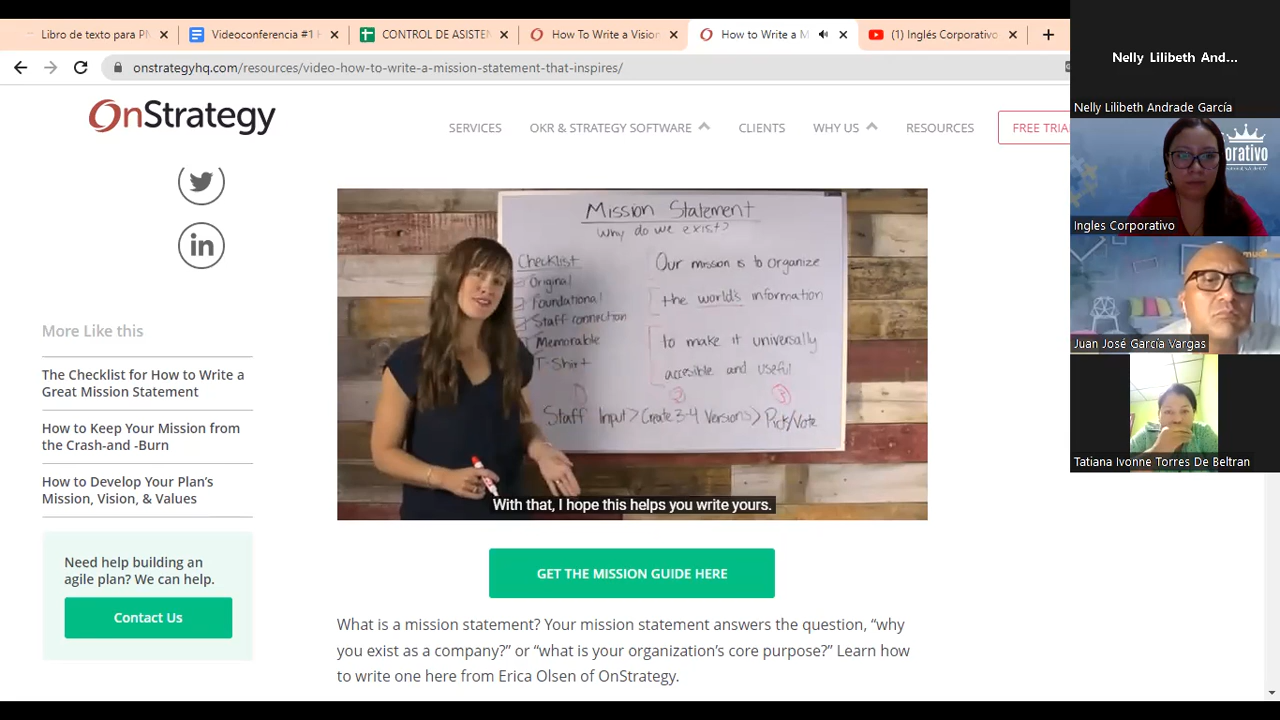 Libro de texto para PN
Videoconferencia #1 H
CONTROL DE ASISTEN
How To Write a Vision
How to Write a M
(1) Inglés Corporativo
onstrategyhq.com/resources/video-how-to-write-a-mission-statement-that-inspires/
OnStrategy
SERVICES
OKR & STRATEGY SOFTWARE
CLIENTS
WHY US
RESOURCES
FREE TRIA
Mission Statement
Why do we exist?
Checklist
Original
Foundational
Staff connection
Memorable
T-Shirt
Our mission is to organize
the world's information
to make it universally
accesible and useful
1
2
3
Staff Input > Create 3-4 Versions > Pick/Vote
With that, I hope this helps you write yours.
More Like this
The Checklist for How to Write a
Great Mission Statement
How to Keep Your Mission from
the Crash-and -Burn
How to Develop Your Plan's
Mission, Vision, & Values
Need help building an
agile plan? We can help.
Contact Us
GET THE MISSION GUIDE HERE
What is a mission statement? Your mission statement answers the question, “why
you exist as a company?” or “what is your organization's core purpose?” Learn how
to write one here from Erica Olsen of OnStrategy.
Nelly Lilibeth And...
Nelly Lilibeth Andrade García
orativo
Ingles Corporativo
Juan José García Vargas
Tatiana Ivonne Torres De Beltran